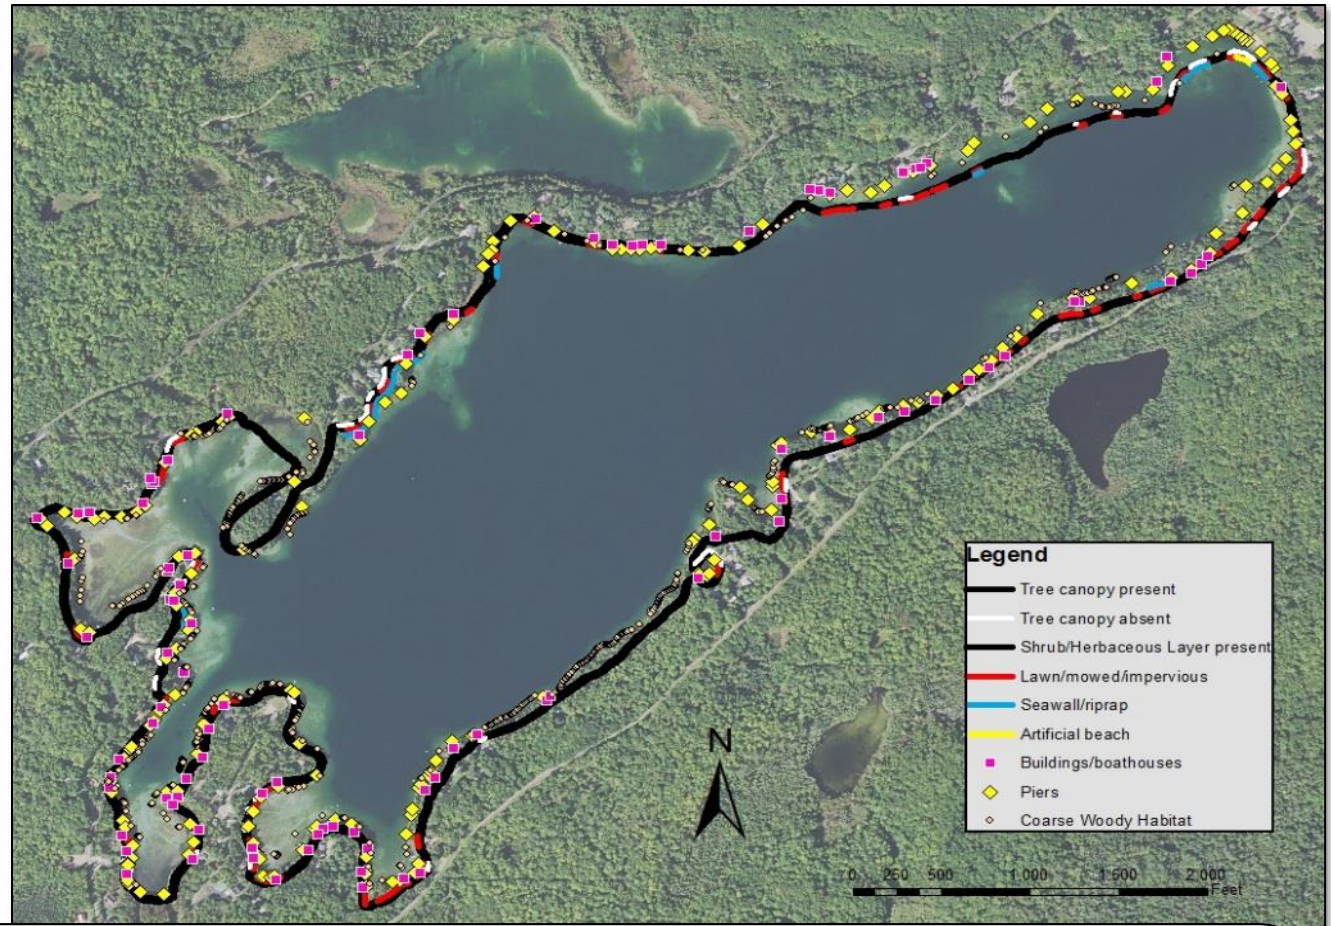 Legend
Tree canopy present
Tree canopy absent
Shrub/Herbaceous Layer present
Lawn/mowed/impervious
Seawall/riprap
Artificial beach
Buildings/boathouses
Piers
Coarse Woody Habitat
N
0 250 500 1,000 1,500 2,000
Feet